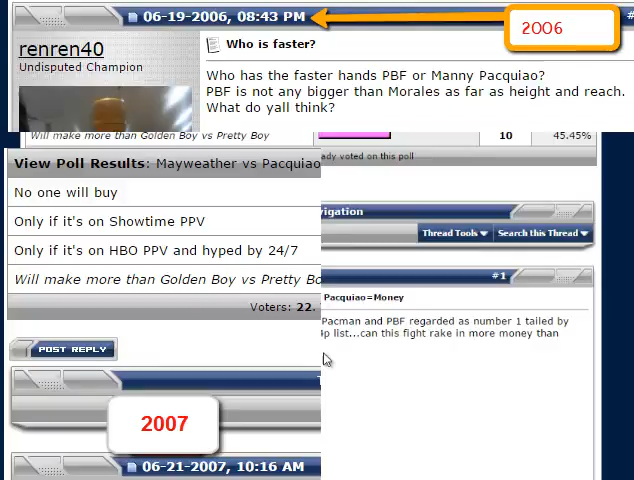 06-19-2006, 08:43 PM
#
2006
renren40
Undisputed Champion
Who is faster?
Who has the faster hands PBF or Manny Pacquiao?
PBF is not any bigger than Morales as far as height and reach.
What do yall think?
Will make more than Golden Boy vs Pretty Boy
10
45.45%
ady voted on this poll
View Poll Results: Mayweather vs Pacquiao
No one will buy
Only if it's on Showtime PPV
Only if it's on HBO PPV and hyped by 24/7
Will make more than Golden Boy vs Pretty Bo
Voters: 22.
vigation
Thread Tools
Search this Thread
#1
Pacquiao=Money
Pacman and PBF regarded as number 1 tailed by
4p list...can this fight rake in more money than
POST REPLY
2007
06-21-2007, 10:16 AM